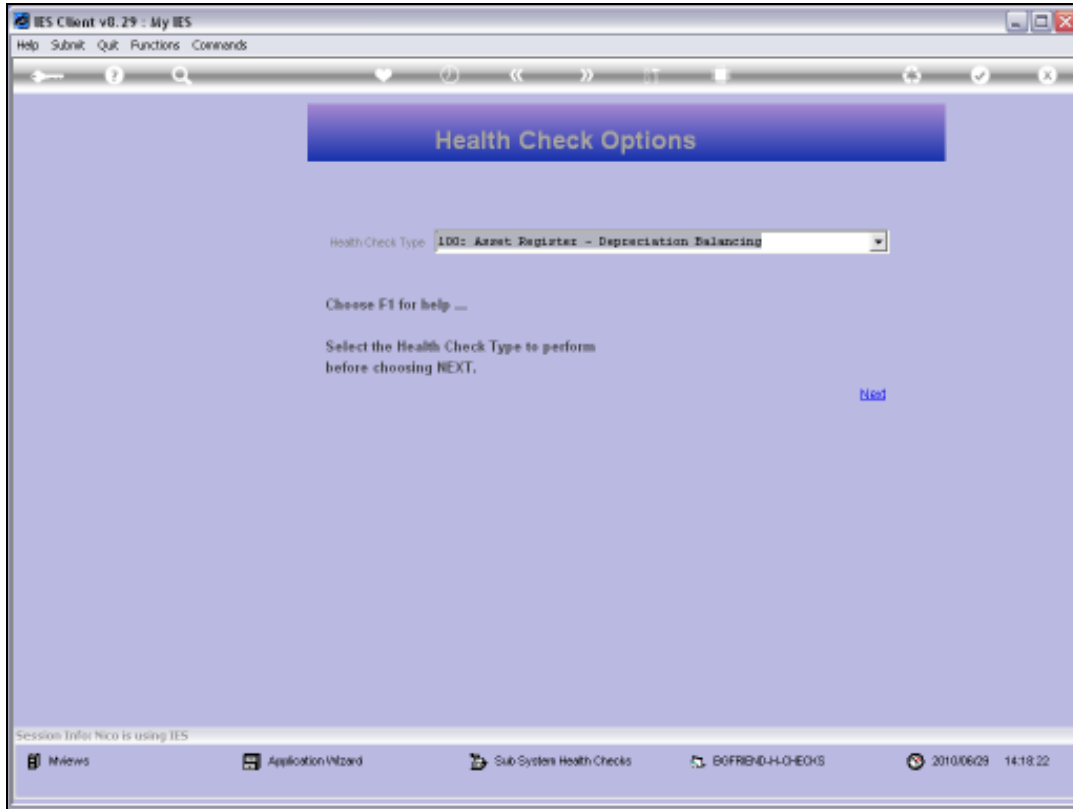 IES Client v8.29 : My IES
Help Submit Quit Functions Commands
Health Check Options
Health Check Type 100: Asset Register - Depreciation Balancing
Choose F1 for help ...
Select the Health Check Type to perform
before choosing NEXT.
Next
Session Info: Nico is using IES
Mviews Application Wizard Sub System Health Checks BGFRIEND-H-CHECKS 2010/06/29 14:18:22